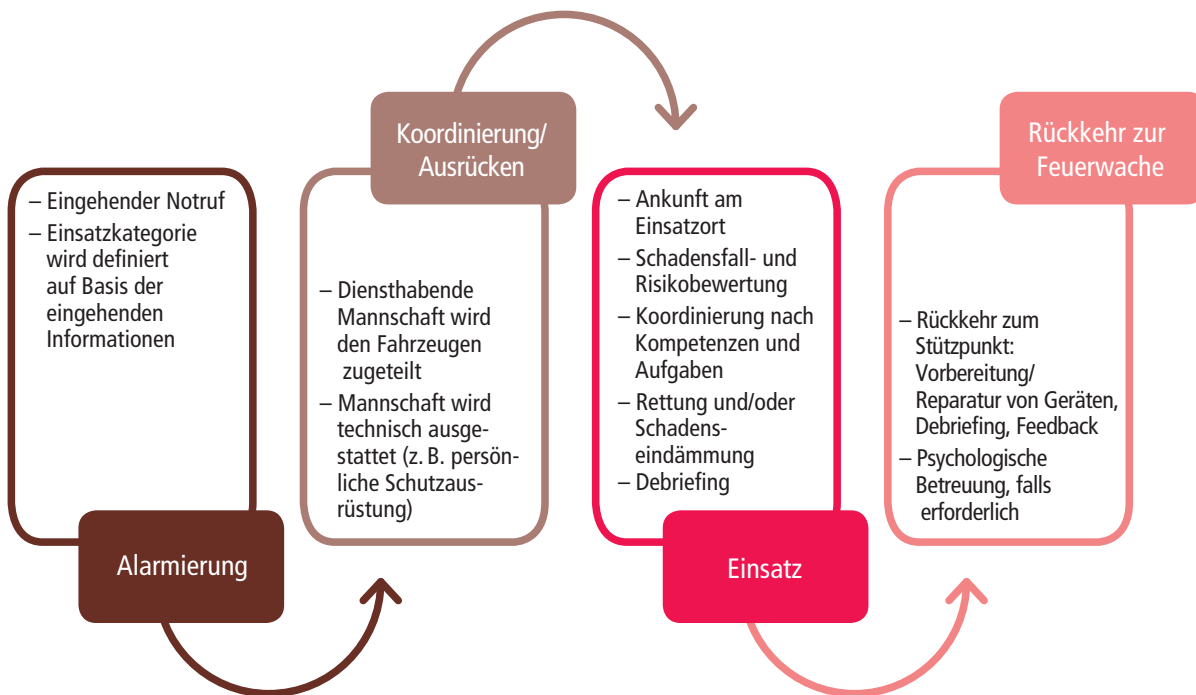 Alarmierung
– Eingehender Notruf
– Einsatzkategorie
wird definiert
auf Basis der
eingehenden
Informationen
Koordinierung/
Ausrücken
– Diensthabende
Mannschaft wird
den Fahrzeugen
zugeteilt
– Mannschaft wird
technisch ausge-
stattet (z. B. persön-
liche Schutzaus-
rüstung)
Einsatz
– Ankunft am
Einsatzort
– Schadensfall- und
Risikobewertung
– Koordinierung nach
Kompetenzen und
Aufgaben
– Rettung und/oder
Schadens-
eindämmung
– Debriefing
Rückkehr zur
Feuerwache
– Rückkehr zum
Stützpunkt:
Vorbereitung/
Reparatur von Geräten,
Debriefing, Feedback
– Psychologische
Betreuung, falls
erforderlich